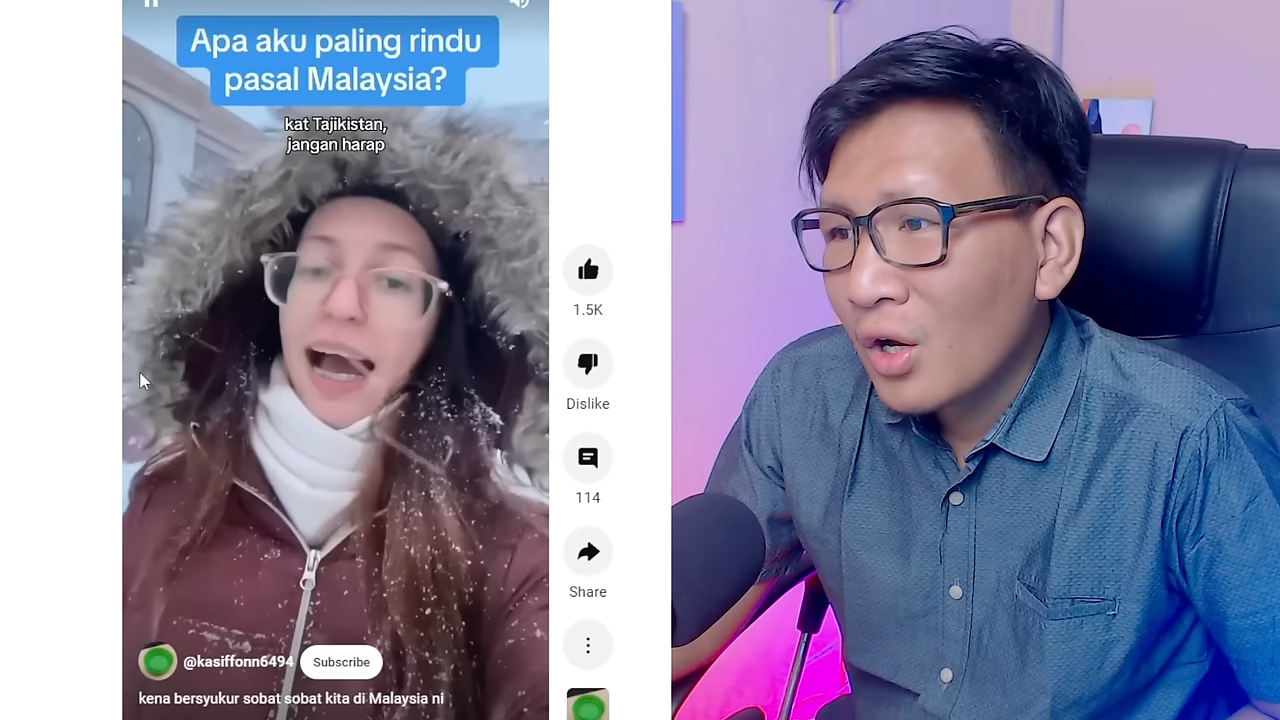 Apa aku paling rindu
pasal Malaysia?
kat Tajikistan,
jangan harap
1.5K
Dislike
114
Share
@kasiffonn6494
Subscribe
kena bersyukur sobat sobat kita di Malaysia ni